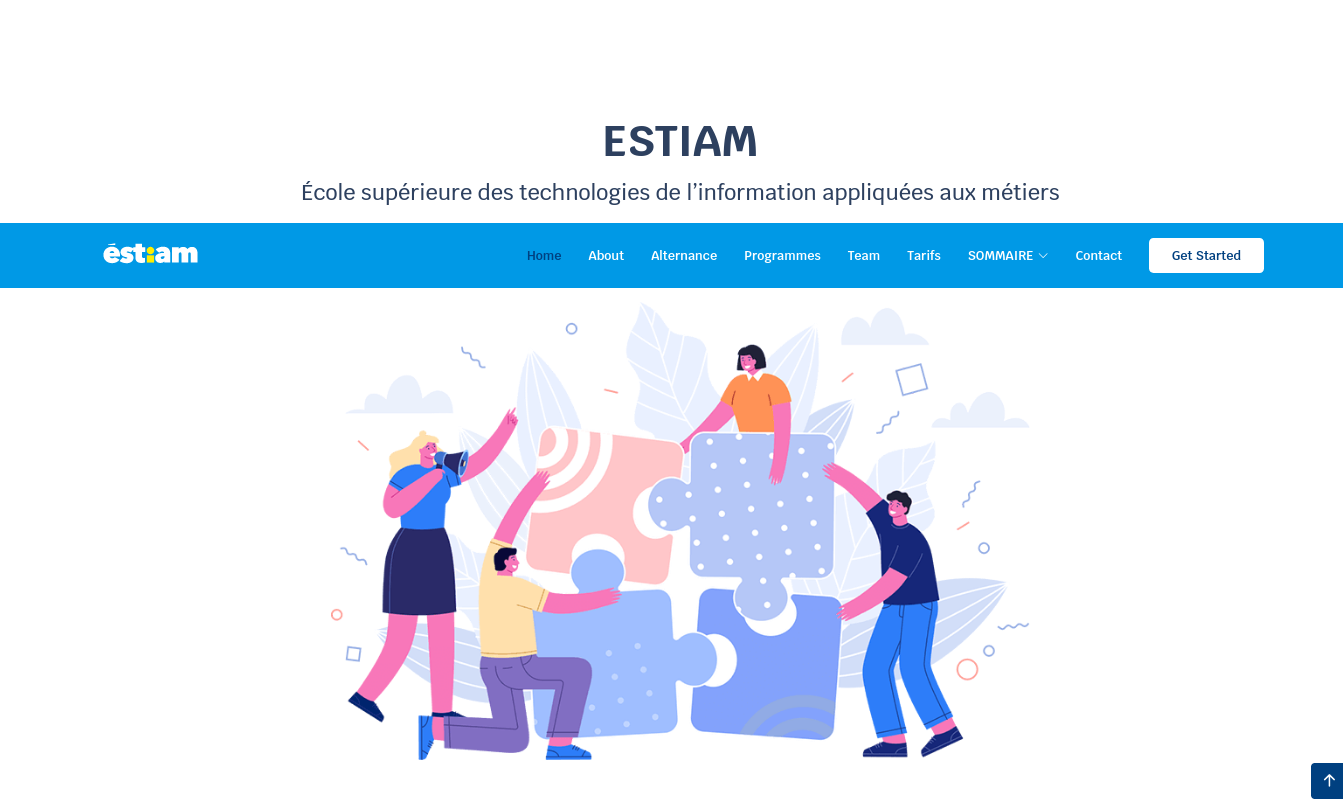 ESTIAM
École supérieure des technologies de l’information appliquées aux métiers
éstiam
Home About Alternance Programmes Team Tarifs SOMMAIRE Contact Get Started